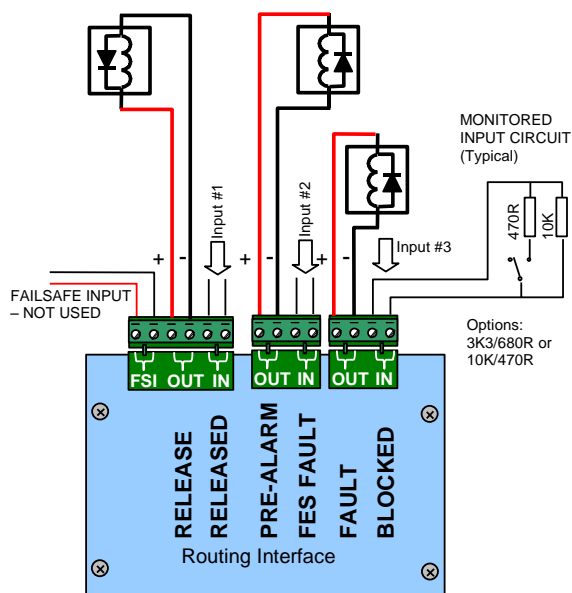 MONITORED
INPUT CIRCUIT
(Typical)
470R
10K
Input #1
Input #2
Input #3
+ - + - + -
FAILSAFE INPUT
– NOT USED
Options:
3K3/680R or
10K/470R
FSI OUT IN
OUT IN
OUT IN
RELEASE
RELEASED
PRE-ALARM
FES FAULT
FAULT
BLOCKED
Routing Interface